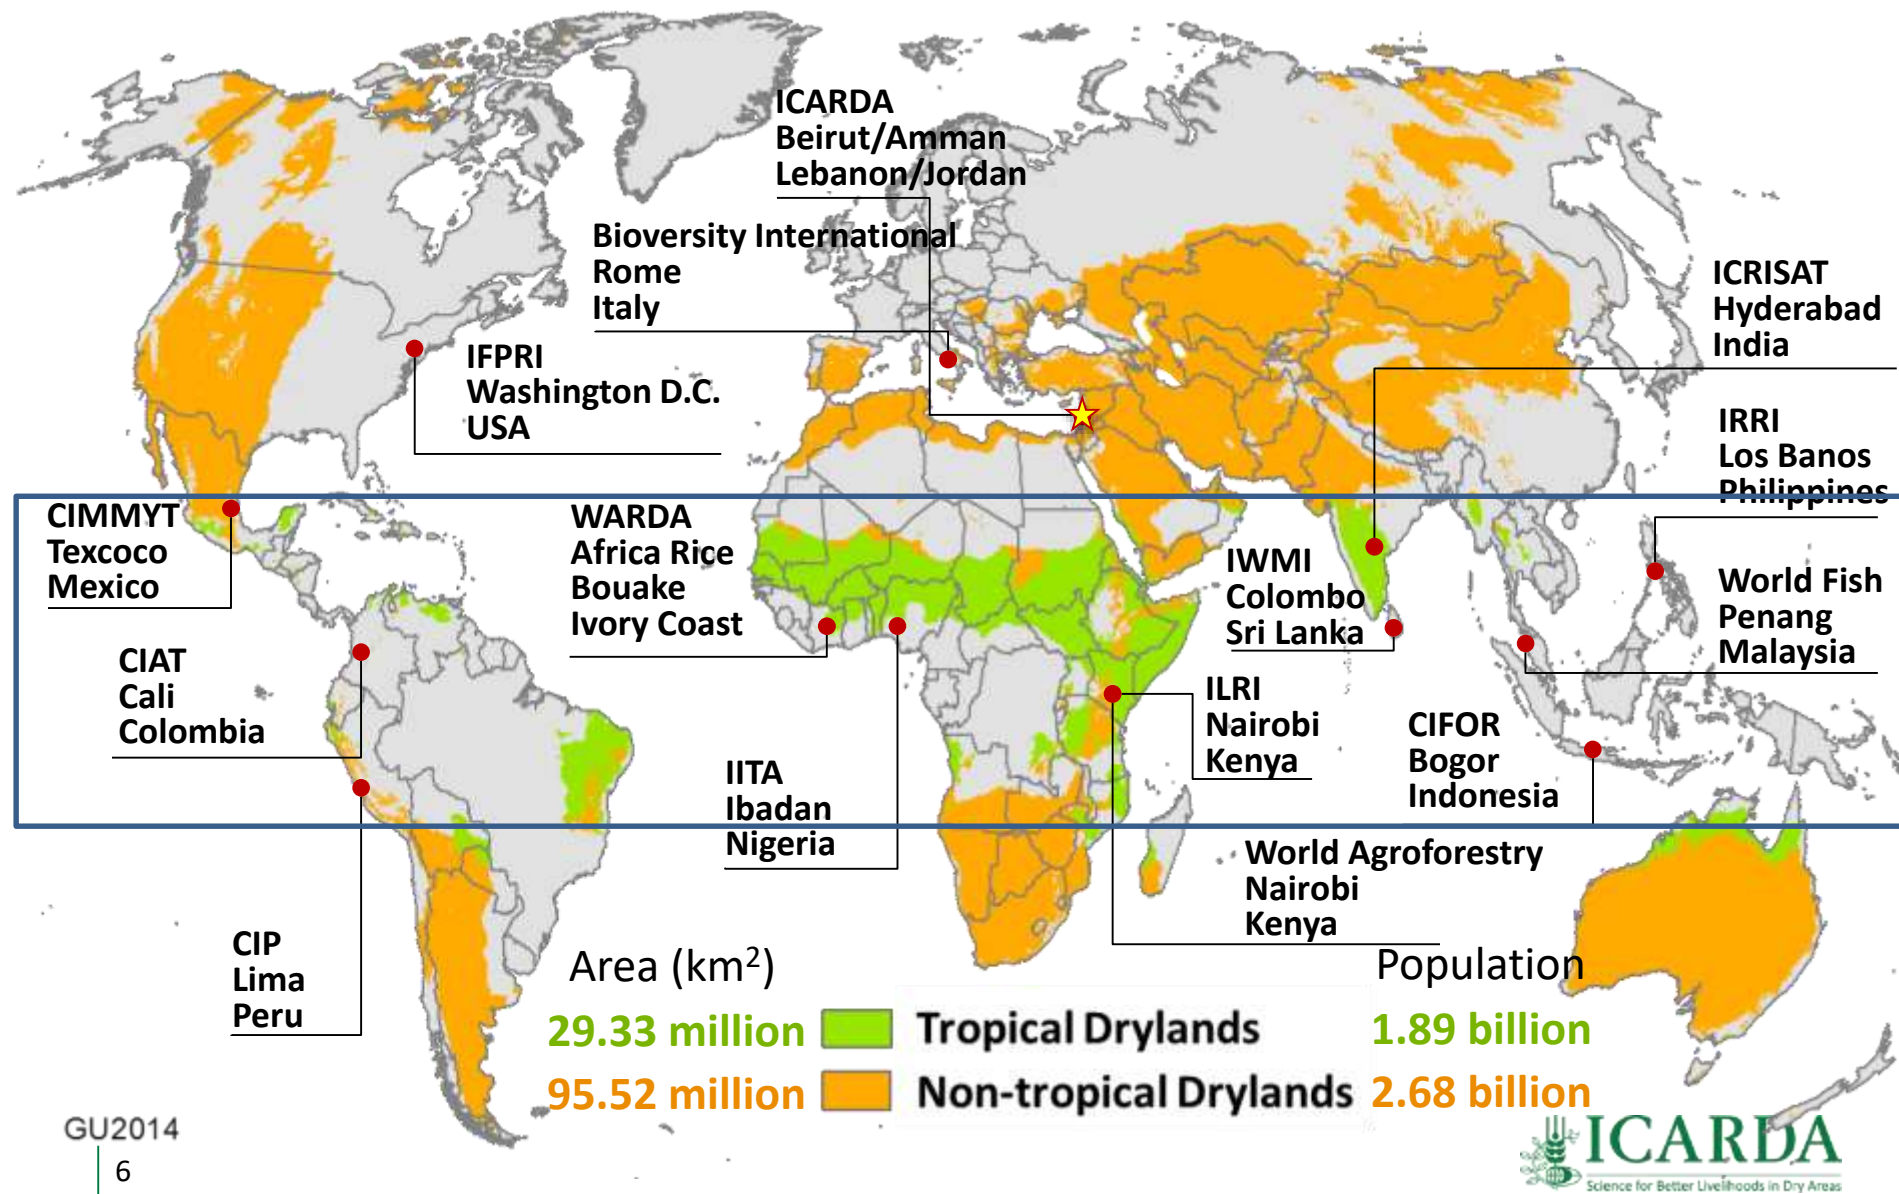 ICARDA
Beirut/Amman
Lebanon/Jordan
Bioversity International
Rome
Italy
ICRISAT
Hyderabad
India
IFPRI
Washington D.C.
USA
IRRI
Los Banos
Philippines
CIMMYT
Texcoco
Mexico
WARDA
Africa Rice
Bouake
Ivory Coast
IWMI
Colombo
Sri Lanka
World Fish
Penang
Malaysia
CIAT
Cali
Colombia
ILRI
Nairobi
Kenya
CIFOR
Bogor
Indonesia
IITA
Ibadan
Nigeria
World Agroforestry
Nairobi
Kenya
CIP
Lima
Peru
Area (km²) Population
29.33 million Tropical Drylands 1.89 billion
95.52 million Non-tropical Drylands 2.68 billion
GU2014
6
ICARDA
Science for Better Livelihoods in Dry Areas